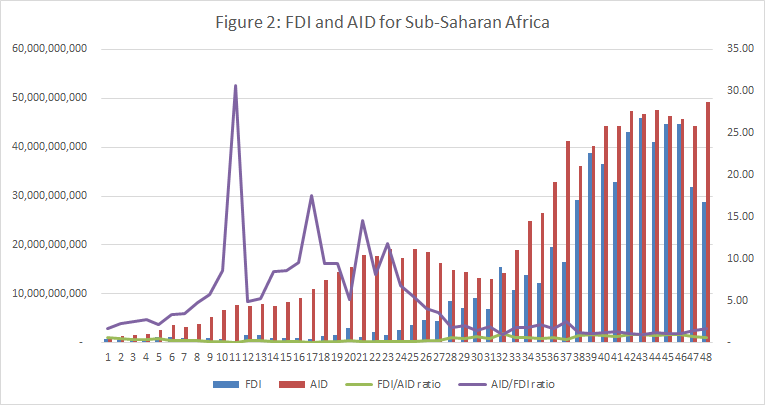 Figure 2: FDI and AID for Sub-Saharan Africa
60,000,000,000 35.00
50,000,000,000 30.00
40,000,000,000 25.00
30,000,000,000 20.00
20,000,000,000 15.00
10,000,000,000 10.00
- 5.00
-
1 2 3 4 5 6 7 8 9 10 11 12 13 14 15 16 17 18 19 20 21 22 23 24 25 26 27 28 29 30 31 32 33 34 35 36 37 38 39 40 41 42 43 44 45 46 47 48
FDI AID FDI/AID ratio AID/FDI ratio